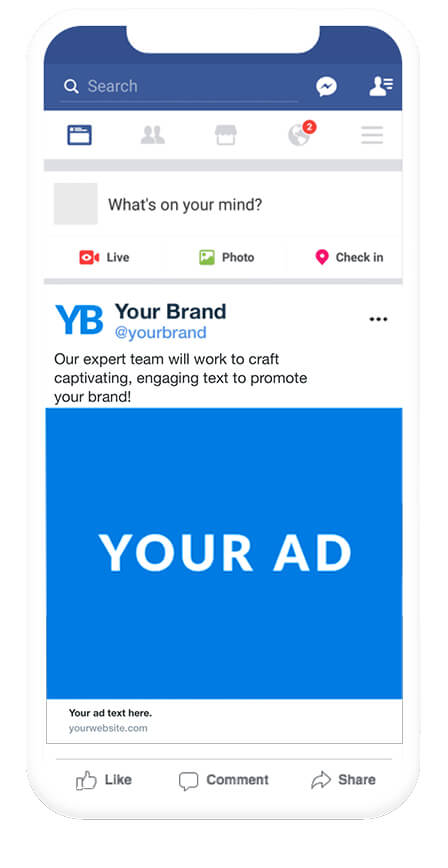 Search
2
What's on your mind?
Live Photo Check in
YB Your Brand
@yourbrand
Our expert team will work to craft
captivating, engaging text to promote
your brand!
YOUR AD
Your ad text here.
yourwebsite.com
Like Comment Share